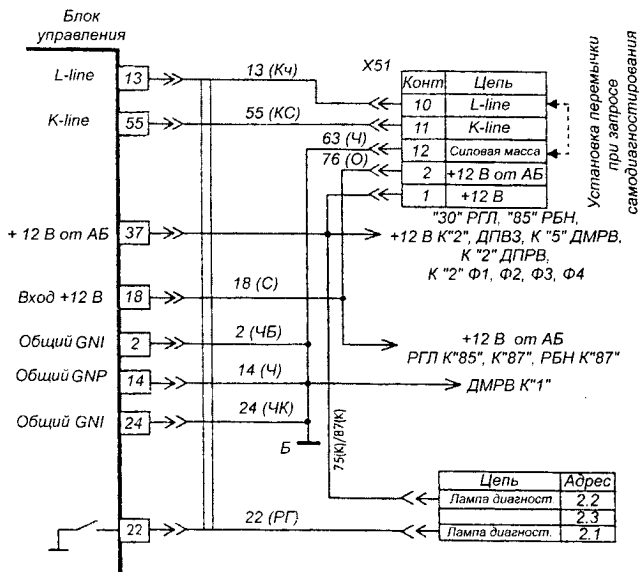 Блок
управления
L-line 13 13 (Кч)
K-line 55 55 (КС)
X51
Конт Цепь
10 L-line
11 K-line
12 Силовая масса
2 +12 В от АБ
1 +12 В
63 (Ч)
76 (О)
Установка перемычки
при запросе
самодиагностирования
+ 12 В от АБ 37
"30" РГЛ, "85" РБН,
+12 В К"2", ДПВЗ, К "5" ДМРВ,
К "2" ДПРВ,
К "2" Ф1, Ф2, Ф3, Ф4
Вход +12 В 18 18 (С)
Общий GNI 2 2 (ЧБ)
+12 В от АБ
РГЛ К"85", К"87", РБН К"87"
Общий GNP 14 14 (Ч)
ДМРВ К"1"
Общий GNI 24 24 (ЧК)
Б
75(К)/87(К)
Цепь Адрес
Лампа диагност. 2.2
2.3
Лампа диагност. 2.1
22 22 (РГ)